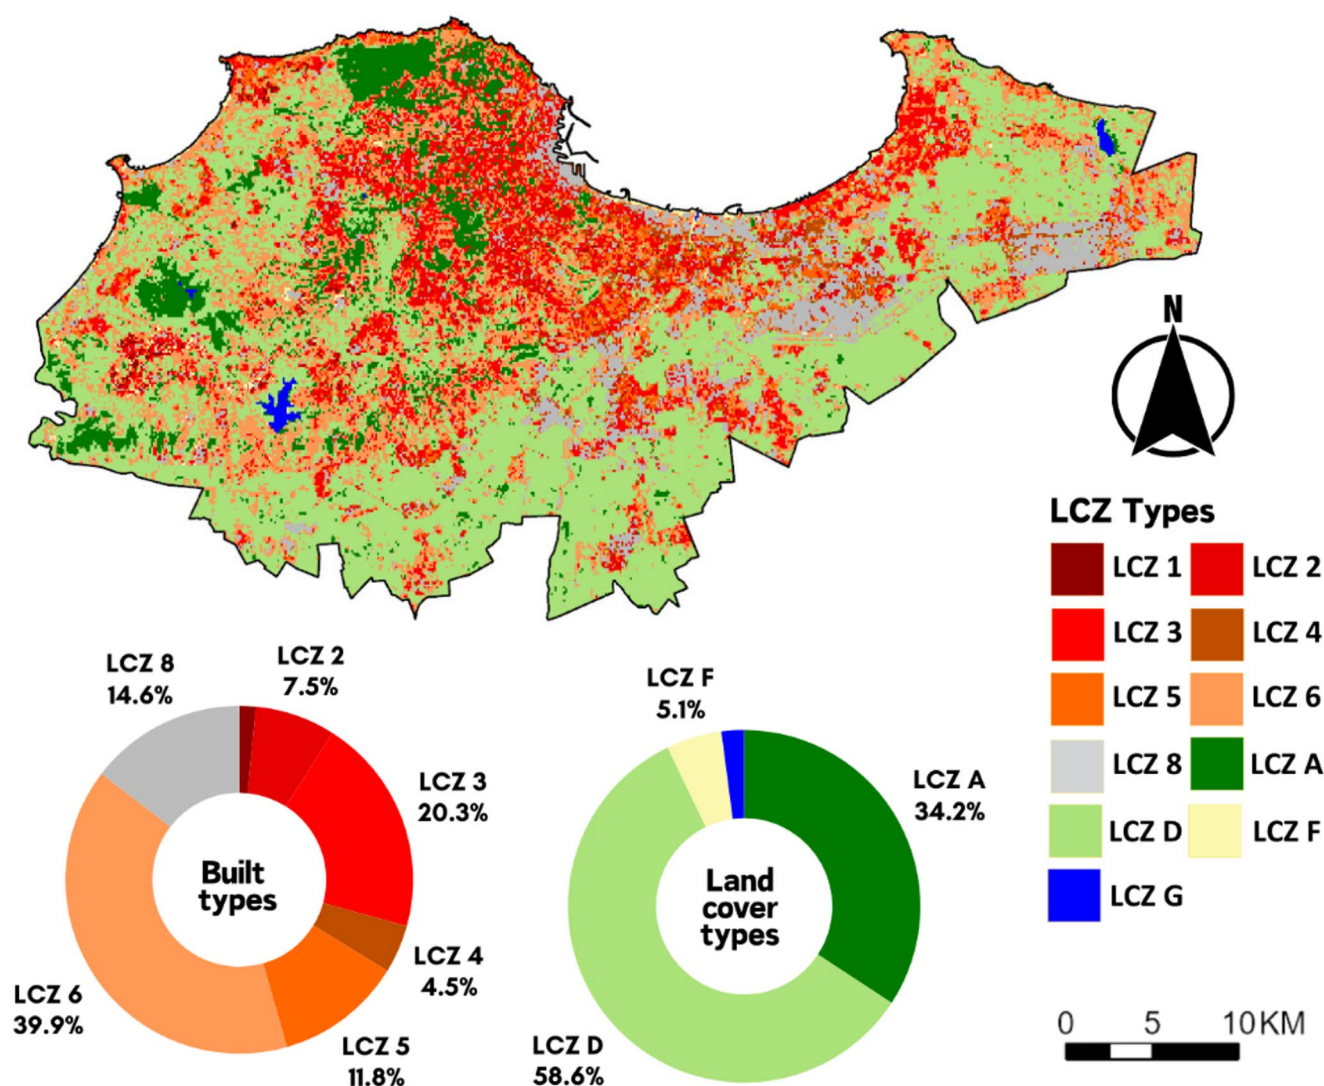 N
LCZ Types
LCZ 1
LCZ 2
LCZ 3
LCZ 4
LCZ 5
LCZ 6
LCZ 8
LCZ A
LCZ D
LCZ F
LCZ G
LCZ 8
14.6%
LCZ 2
7.5%
LCZ 3
20.3%
LCZ 4
4.5%
LCZ 5
11.8%
LCZ 6
39.9%
Built
types
LCZ F
5.1%
LCZ A
34.2%
LCZ D
58.6%
Land
cover
types
0 5 10 KM